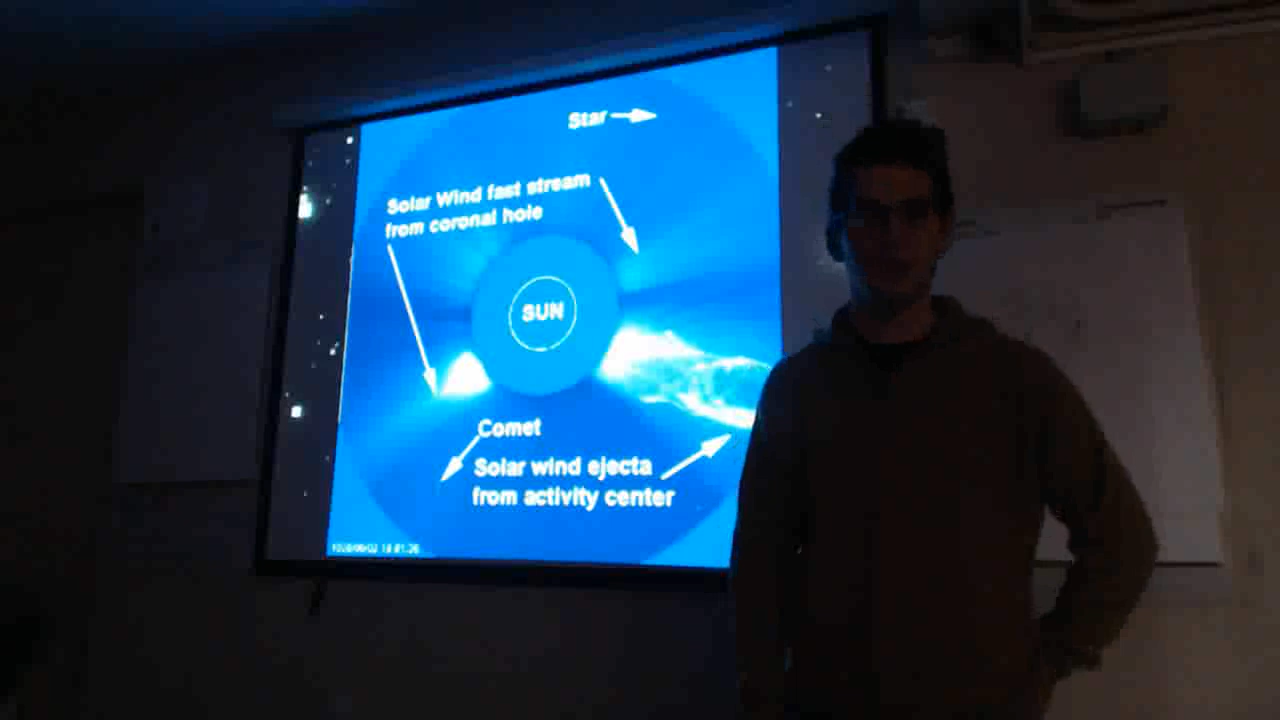 Star
Solar Wind fast stream
from coronal hole
SUN
Comet
Solar wind ejecta
from activity center